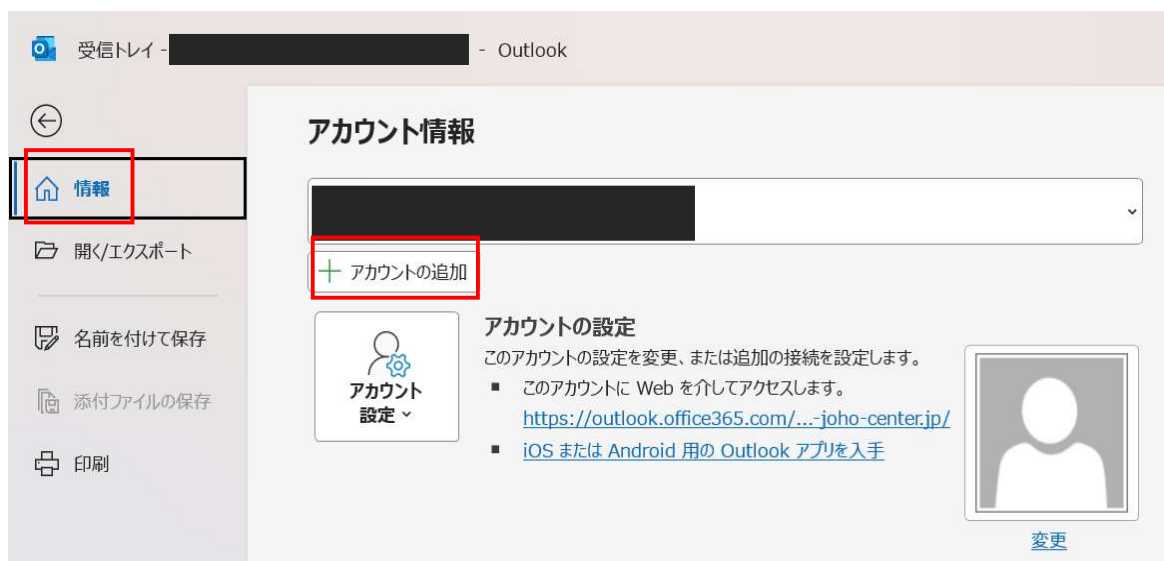 受信トレイ - - Outlook
アカウント情報
情報
開く/エクスポート
アカウントの追加
名前を付けて保存
添付ファイルの保存
印刷
アカウント
設定
アカウントの設定
このアカウントの設定を変更、または追加の接続を設定します。
■ このアカウントに Web を介してアクセスします。
https://outlook.office365.com/...-joho-center.jp/
■ iOS または Android 用の Outlook アプリを入手
変更